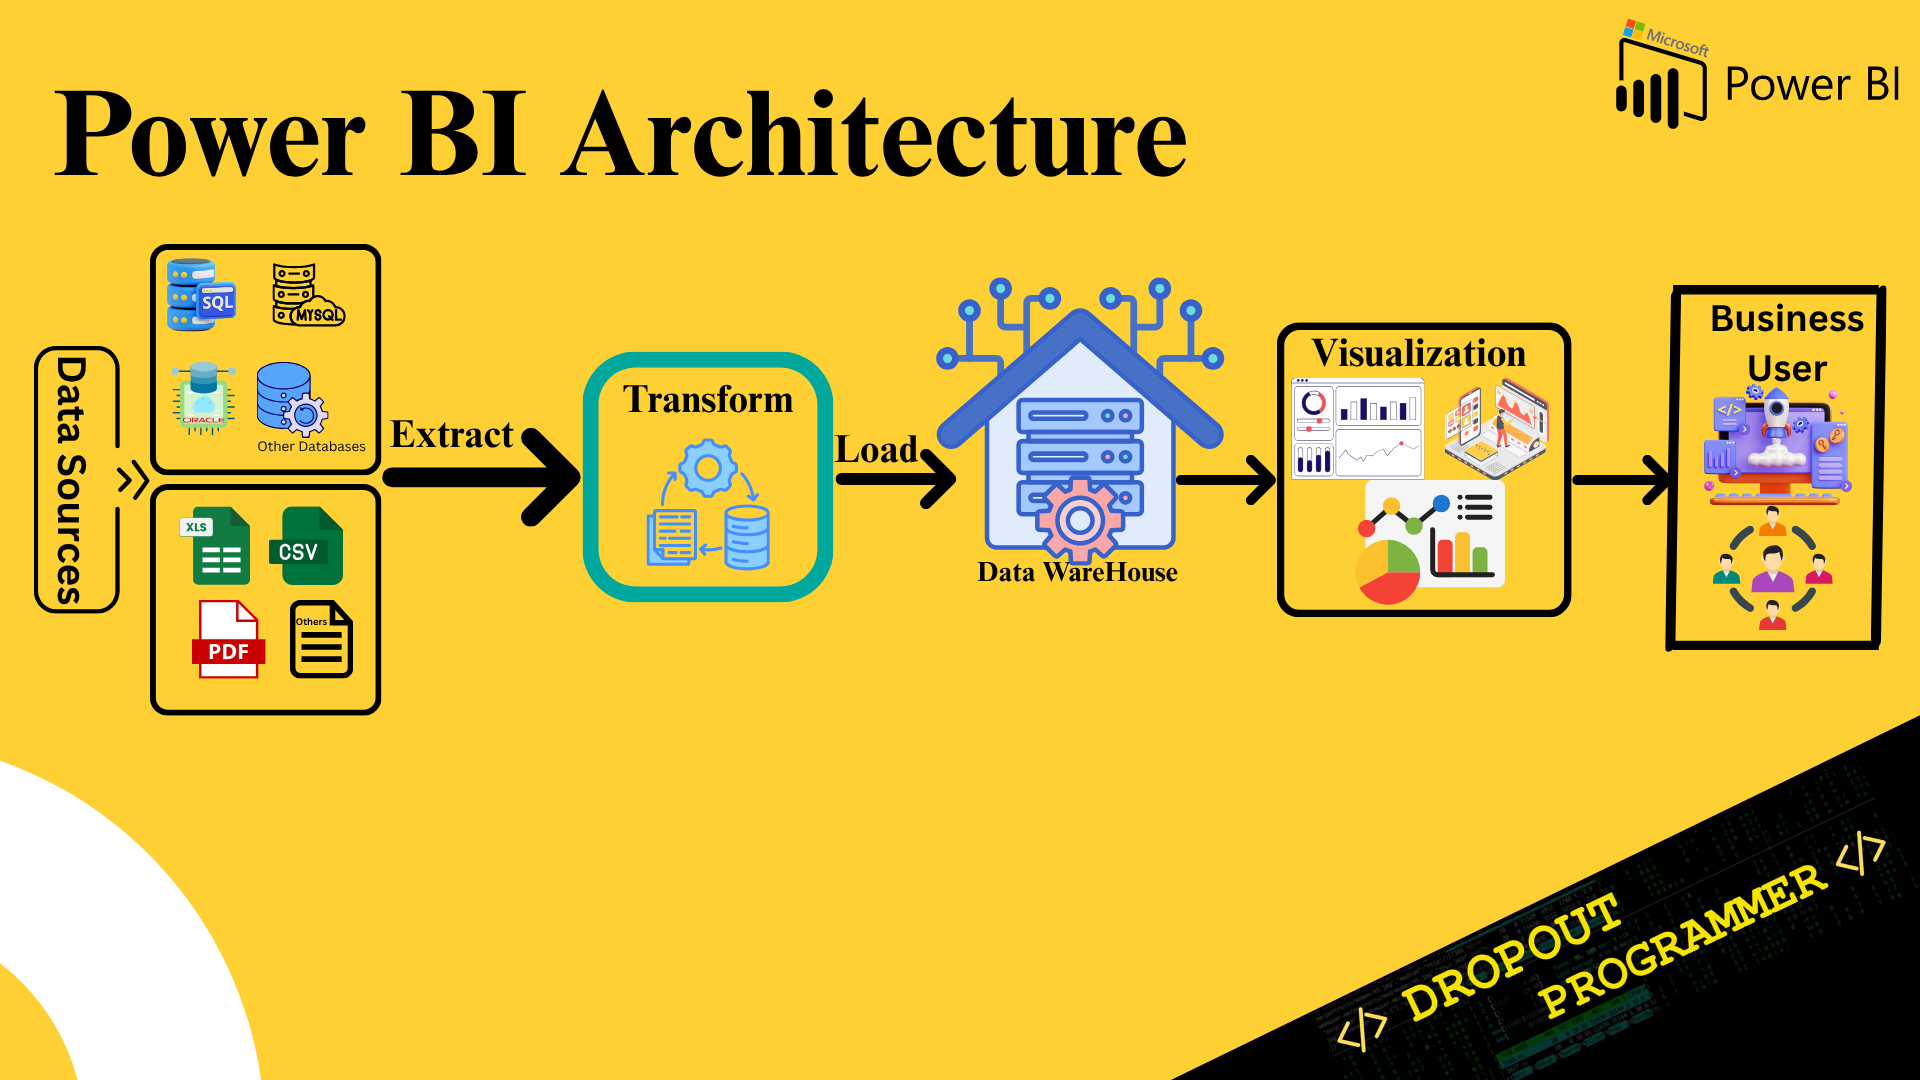 Microsoft
Power BI
Power BI Architecture
Data Sources
SQL
MYSQL
ORACLE
Other Databases
XLS
CSV
PDF
Others
Extract
Transform
Load
Data WareHouse
Visualization
Business
User
</>
</> DROPOUT
PROGRAMMER </>